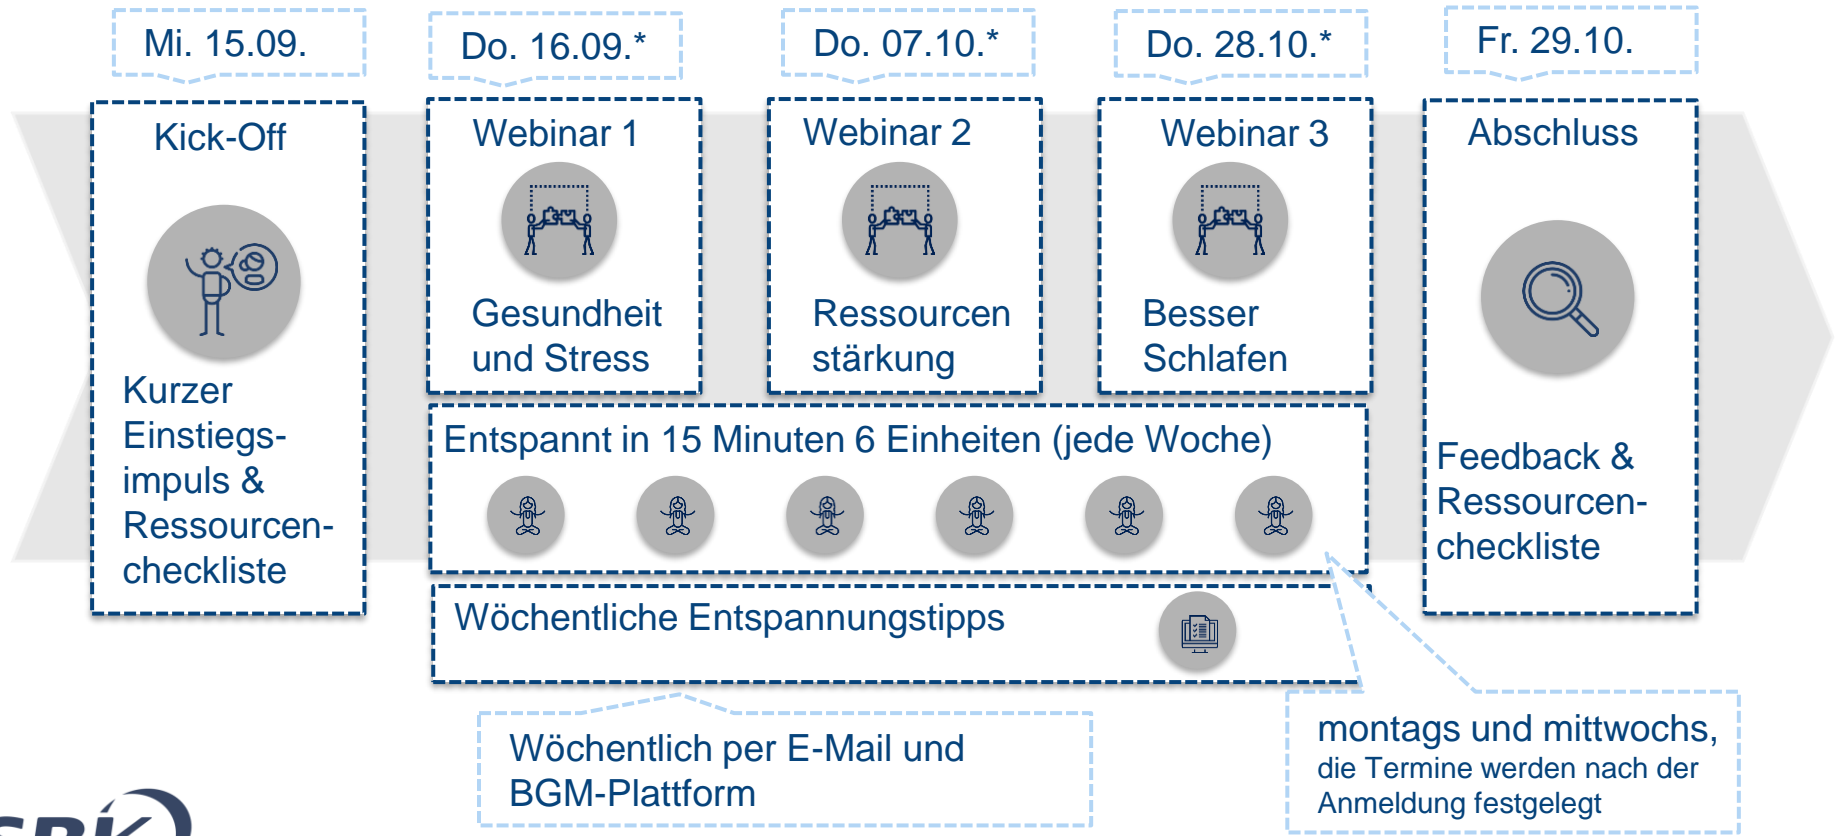 Mi. 15.09.
Do. 16.09.*
Do. 07.10.*
Do. 28.10.*
Fr. 29.10.
Kick-Off
Kurzer
Einstiegs-
impuls &
Ressourcen-
checkliste
Webinar 1
Gesundheit
und Stress
Webinar 2
Ressourcen
stärkung
Webinar 3
Besser
Schlafen
Abschluss
Feedback &
Ressourcen-
checkliste
Entspannt in 15 Minuten 6 Einheiten (jede Woche)
Wöchentliche Entspannungstipps
Wöchentlich per E-Mail und
BGM-Plattform
montags und mittwochs,
die Termine werden nach der
Anmeldung festgelegt
SBK